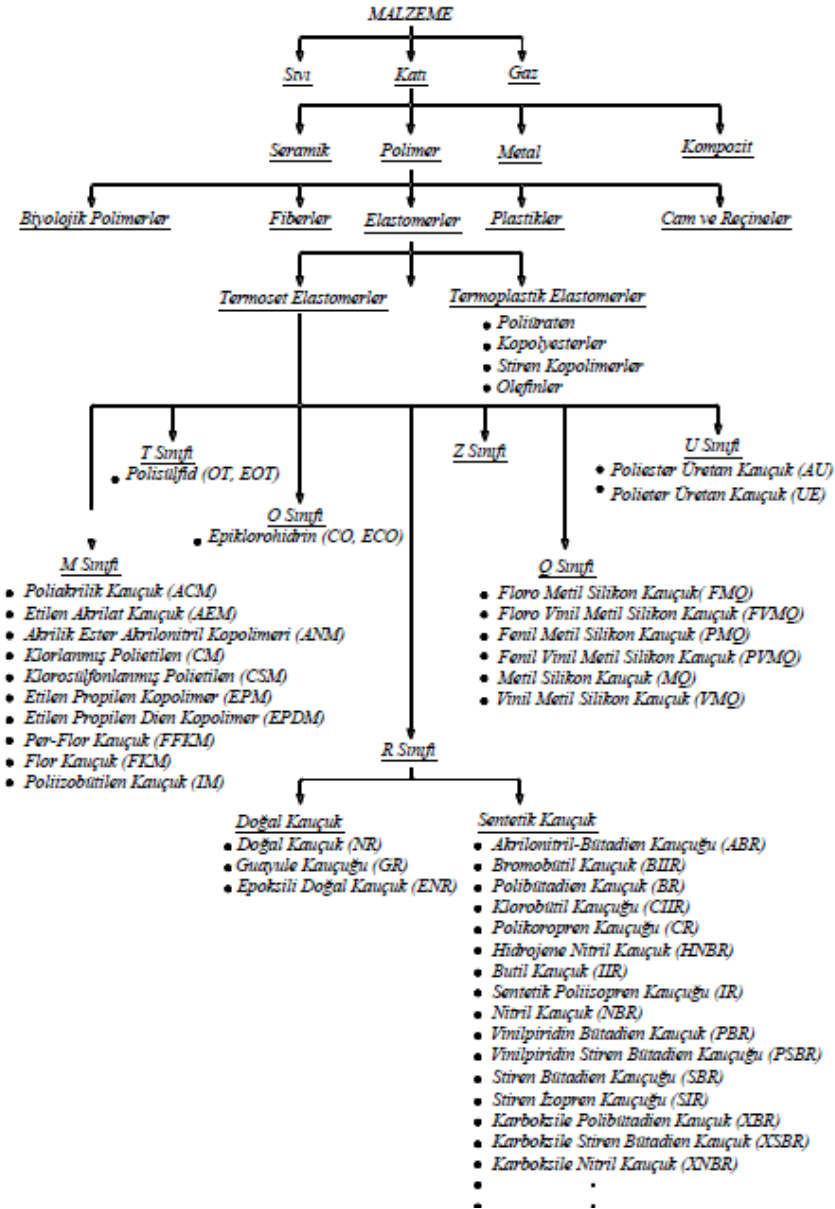 MALZEME
Sıvı Katı Gaz
Seramik Polimer Metal Kompozit
Biyolojik Polimerler Fiberler Elastomerler Plastikler Cam ve Reçineler
Termoset Elastomerler Termoplastik Elastomerler
• Poliüraten
• Kopolyesterler
• Stiren Kopolimerler
• Olefinler
T Sınıfı
• Polisülfid (OT, EOT)
O Sınıfı
• Epiklorohidrin (CO, ECO)
Z Sınıfı
U Sınıfı
• Poliester Üretan Kauçuk (AU)
• Polieter Üretan Kauçuk (UE)
M Sınıfı
• Poliakrilik Kauçuk (ACM)
• Etilen Akrilat Kauçuk (AEM)
• Akrilik Ester Akrilonitril Kopolimeri (ANM)
• Klorlanmış Polietilen (CM)
• Klorosülfonlanmış Polietilen (CSM)
• Etilen Propilen Kopolimer (EPM)
• Etilen Propilen Dien Kopolimer (EPDM)
• Per-Flor Kauçuk (FFKM)
• Flor Kauçuk (FKM)
• Poliizobütilen Kauçuk (IM)
Q Sınıfı
• Floro Metil Silikon Kauçuk( FMQ)
• Floro Vinil Metil Silikon Kauçuk (FVMQ)
• Fenil Metil Silikon Kauçuk (PMQ)
• Fenil Vinil Metil Silikon Kauçuk (PVMQ)
• Metil Silikon Kauçuk (MQ)
• Vinil Metil Silikon Kauçuk (VMQ)
R Sınıfı
Doğal Kauçuk
• Doğal Kauçuk (NR)
• Guayule Kauçuğu (GR)
• Epoksili Doğal Kauçuk (ENR)
Sentetik Kauçuk
• Akrilonitril-Bütadien Kauçuğu (ABR)
• Bromobütil Kauçuk (BIIR)
• Polibütadien Kauçuk (BR)
• Klorobütil Kauçuğu (CIIR)
• Polikoropren Kauçuğu (CR)
• Hidrojene Nitril Kauçuk (HNBR)
• Butil Kauçuk (IIR)
• Sentetik Poliisopren Kauçuğu (IR)
• Nitril Kauçuk (NBR)
• Vinilpiridin Bütadien Kauçuk (PBR)
• Vinilpiridin Stiren Bütadien Kauçuğu (PSBR)
• Stiren Bütadien Kauçuğu (SBR)
• Stiren İzopren Kauçuğu (SIR)
• Karboksile Polibütadien Kauçuk (XBR)
• Karboksile Stiren Bütadien Kauçuk (XSBR)
• Karboksile Nitril Kauçuk (XNBR)
• .
• .